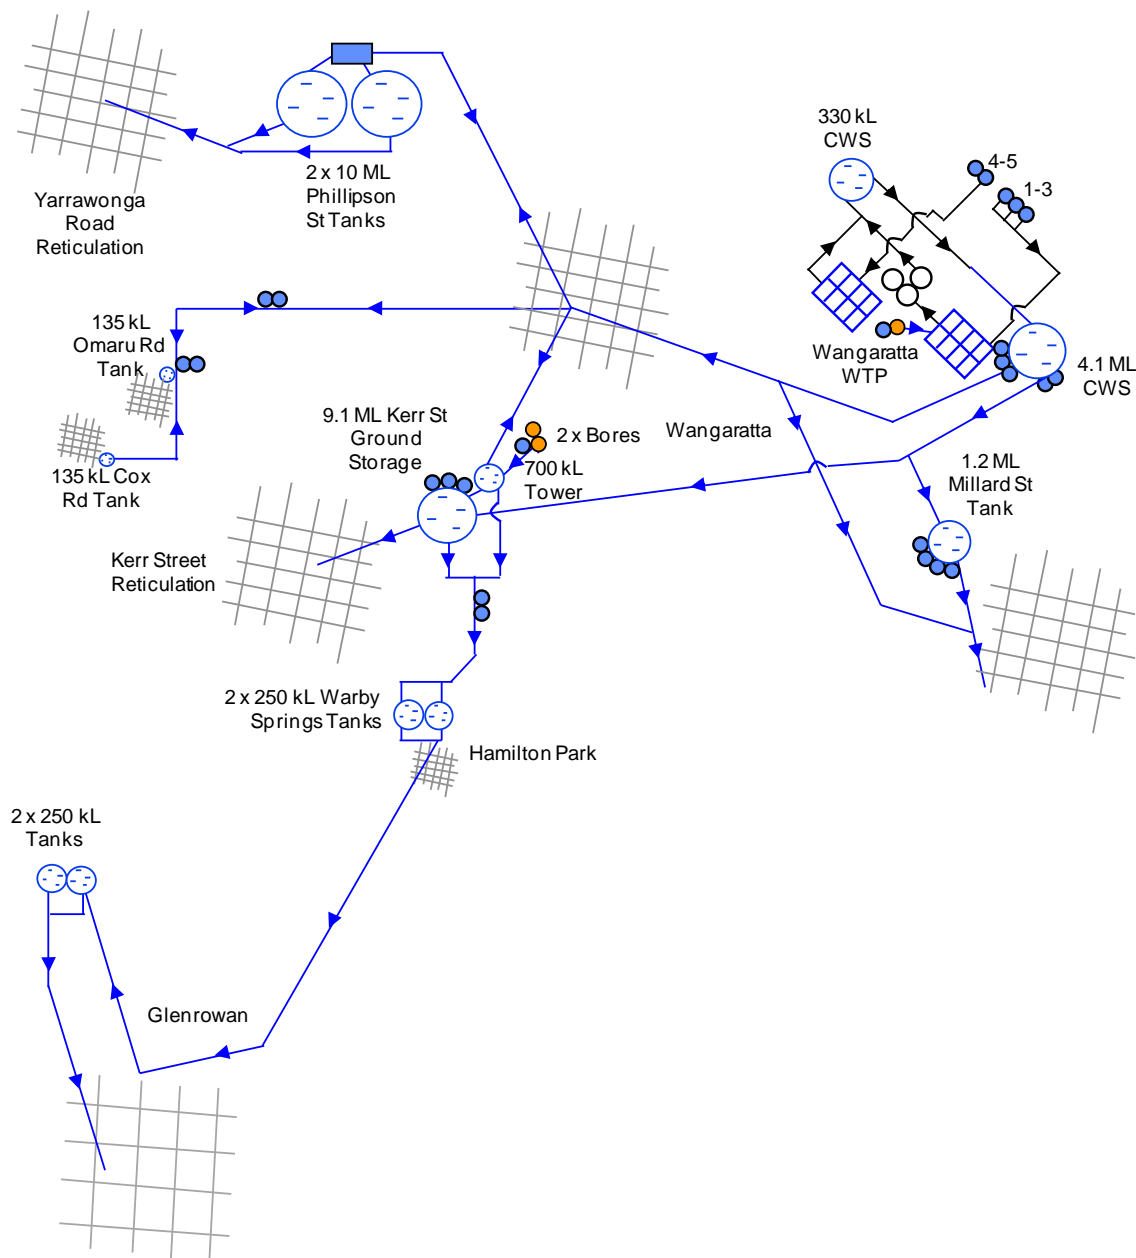 330 kL
CWS
4-5
1-3
2 x 10 ML
Phillipson
St Tanks
Yarrawonga
Road
Reticulation
135 kL
Omaru Rd
Tank
Wangaratta
WTP
4.1 ML
CWS
9.1 ML Kerr St
Ground
Storage
2 x Bores
Wangaratta
700 kL
Tower
1.2 ML
Millard St
Tank
135 kL Cox
Rd Tank
Kerr Street
Reticulation
2 x 250 kL Warby
Springs Tanks
Hamilton Park
2 x 250 kL
Tanks
Glenrowan